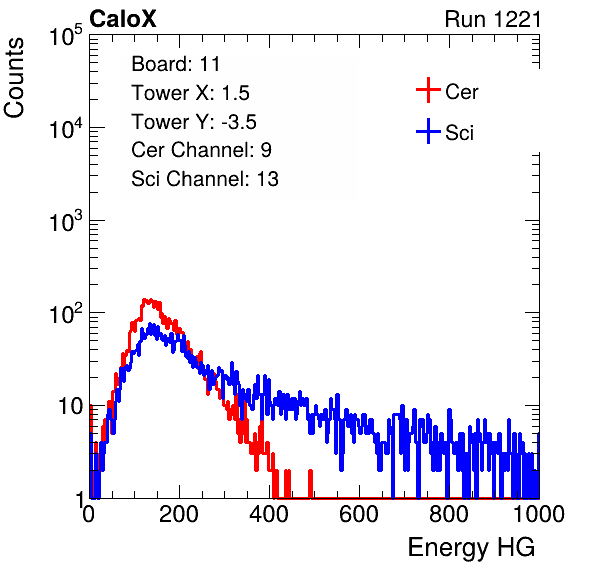 CaloX
Run 1221
Counts
10^5
10^4
10^3
10^2
10
1
Board: 11
Tower X: 1.5
Tower Y: -3.5
Cer Channel: 9
Sci Channel: 13
Cer
Sci
0 200 400 600 800 1000
Energy HG